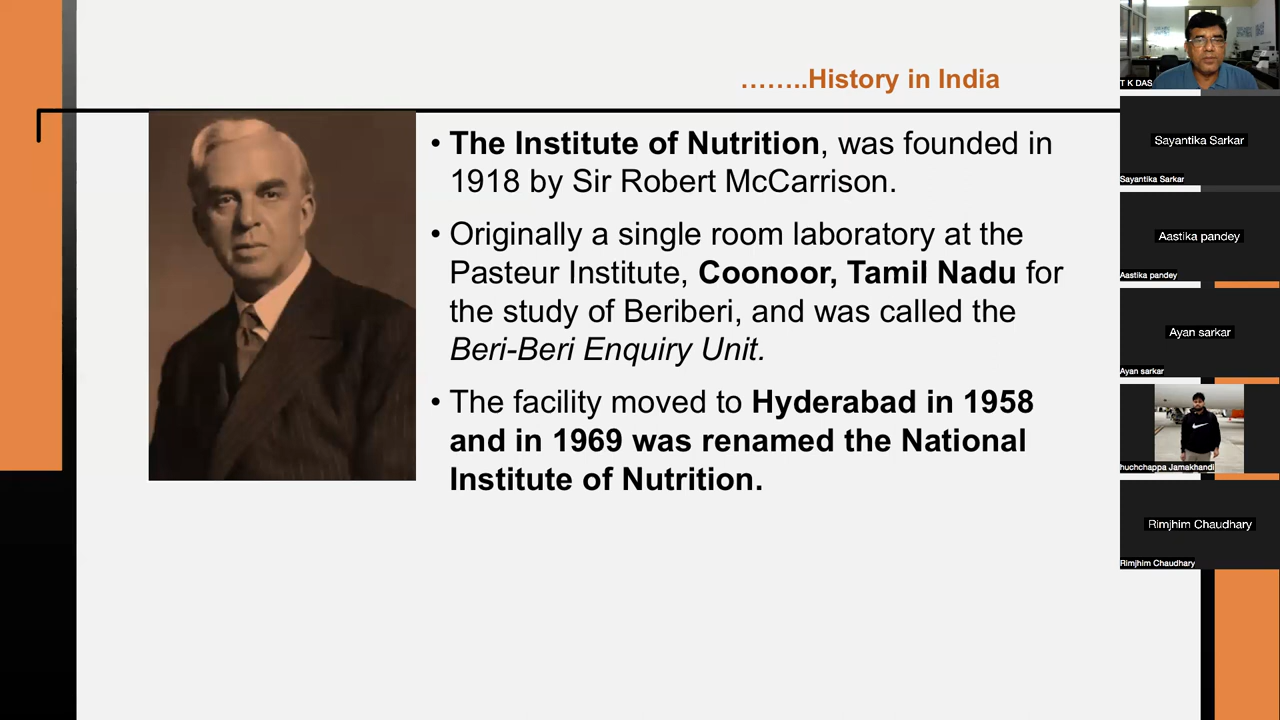 ……..History in India
• The Institute of Nutrition, was founded in
1918 by Sir Robert McCarrison.
• Originally a single room laboratory at the
Pasteur Institute, Coonoor, Tamil Nadu for
the study of Beriberi, and was called the
Beri-Beri Enquiry Unit.
• The facility moved to Hyderabad in 1958
and in 1969 was renamed the National
Institute of Nutrition.
T K DAS
Sayantika Sarkar
Sayantika Sarkar
Aastika pandey
Aastika pandey
Ayan sarkar
Ayan sarkar
huchchappa Jamakhandi
Rimjhim Chaudhary
Rimjhim Chaudhary